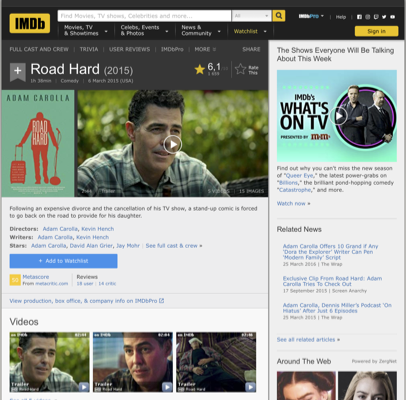 IMDb
Find Movies, TV shows, Celebrities and more...
All
IMDbPro
Help
Movies, TV
& Showtimes
Celebs, Events
& Photos
News &
Community
Watchlist
Sign in
FULL CAST AND CREW | TRIVIA | USER REVIEWS | IMDbPro | MORE
SHARE
Road Hard (2015)
1h 38min | Comedy | 6 March 2015 (USA)
6,1
Rate
This
ADAM CAROLLA
ROAD
HARD
Trailer
15 IMAGES
Following an expensive divorce and the cancellation of his TV show, a stand-up comic is forced
to go back on the road to provide for his daughter.
Directors: Adam Carolla, Kevin Hench
Writers: Adam Carolla, Kevin Hench
Stars: Adam Carolla, David Alan Grier, Jay Mohr | See full cast & crew »
+ Add to Watchlist
Metascore
From metacritic.com
Reviews
18 user | 14 critic
View production, box office, & company info on IMDbPro
Videos
IMDb
IMDb
IMDb
Trailer
Road Hard
Trailer
Road Hard
Trailer
Road Hard
The Shows Everyone Will Be Talking
About This Week
IMDb's
WHAT'S
ON TV
PRESENTED BY m&m's
Find out why you can't miss the new season
of "Queer Eye," the latest power-grabs on
"Billions," the brilliant pond-hopping comedy
"Catastrophe," and more.
Watch now »
Related News
Adam Carolla Offers 10 Grand if Any
'Dora the Explorer' Writer Can Pen
'Modern Family' Script
25 March 2016 | The Wrap
Exclusive Clip From Road Hard: Adam
Carolla Tries To Check Out
17 September 2015 | Screen Anarchy
Adam Carolla, Dennis Miller's Podcast 'On
Hiatus' After Just 6 Episodes
See all related articles »
Around The Web
Powered by ZergNet